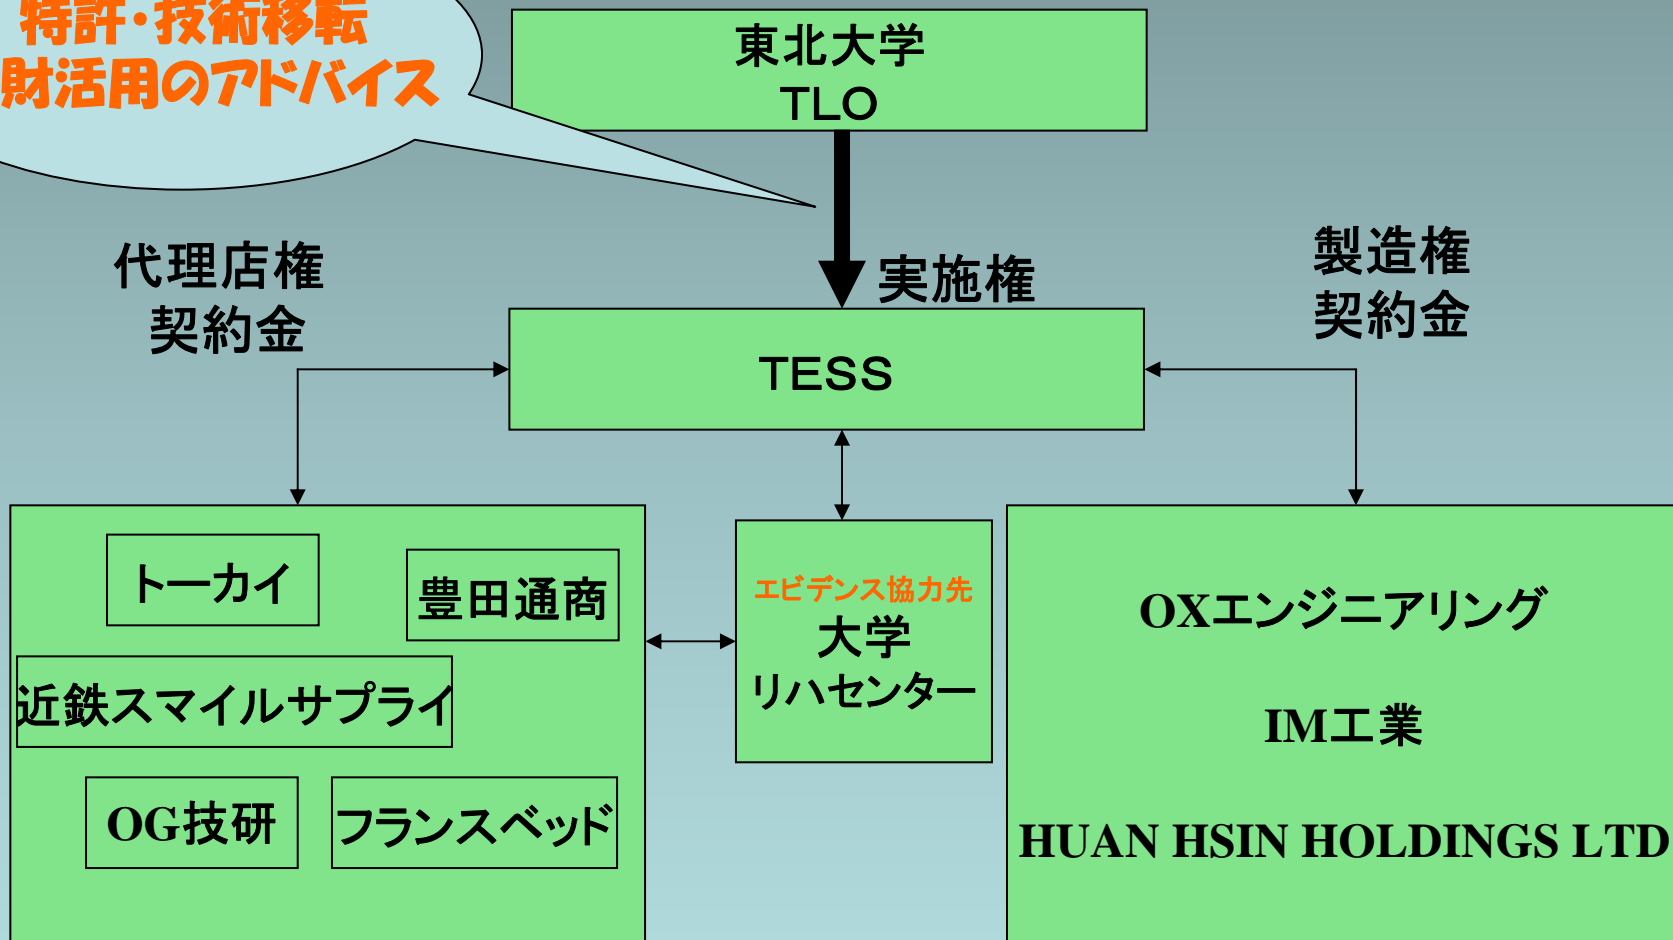 特許・技術移転
財活用のアドバイス
東北大学
TLO
代理店権
契約金
実施権
製造権
契約金
TESS
トーカイ
豊田通商
近鉄スマイルサプライ
OG技研
フランスベッド
エビデンス協力先
大学
リハセンター
OXエンジニアリング
IM工業
HUAN HSIN HOLDINGS LTD